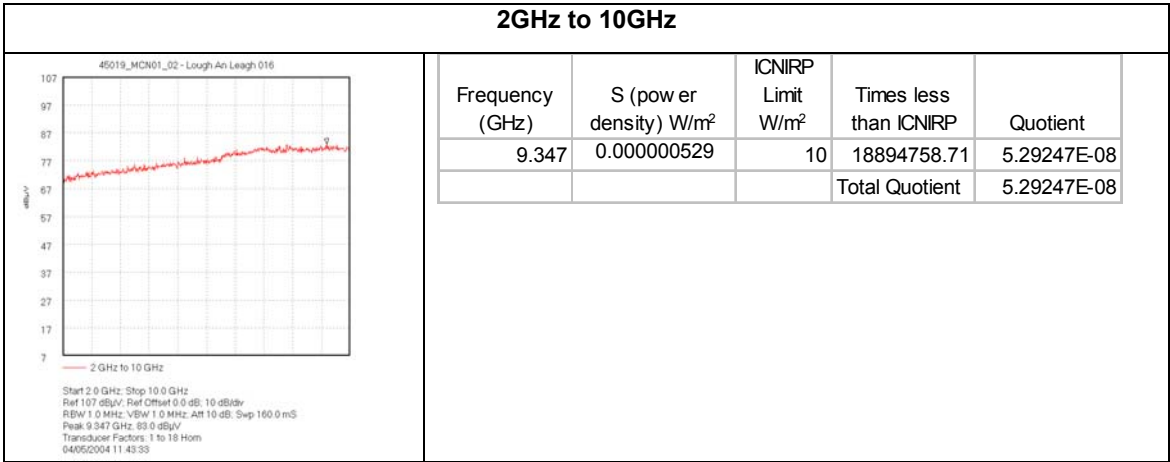 2GHz to 10GHz
45019_MCN01_02 - Lough An Leagh 016
107
97
87
77
67
57
47
37
27
17
7
dBµV
2 GHz to 10 GHz
Start 2.0 GHz; Stop 10.0 GHz
Ref 107 dBµV; Ref Offset 0.0 dB; 10 dB/div
RBW 1.0 MHz; VBW 1.0 MHz; Att 10 dB; Swp 160.0 mS
Peak 9.347 GHz, 83.0 dBµV
Transducer Factors: 1 to 18 Horn
04/05/2004 11:43:33
Frequency (GHz) S (pow er density) W/m² ICNIRP Limit W/m² Times less than ICNIRP Quotient
9.347 0.000000529 10 18894758.71 5.29247E-08
Total Quotient 5.29247E-08